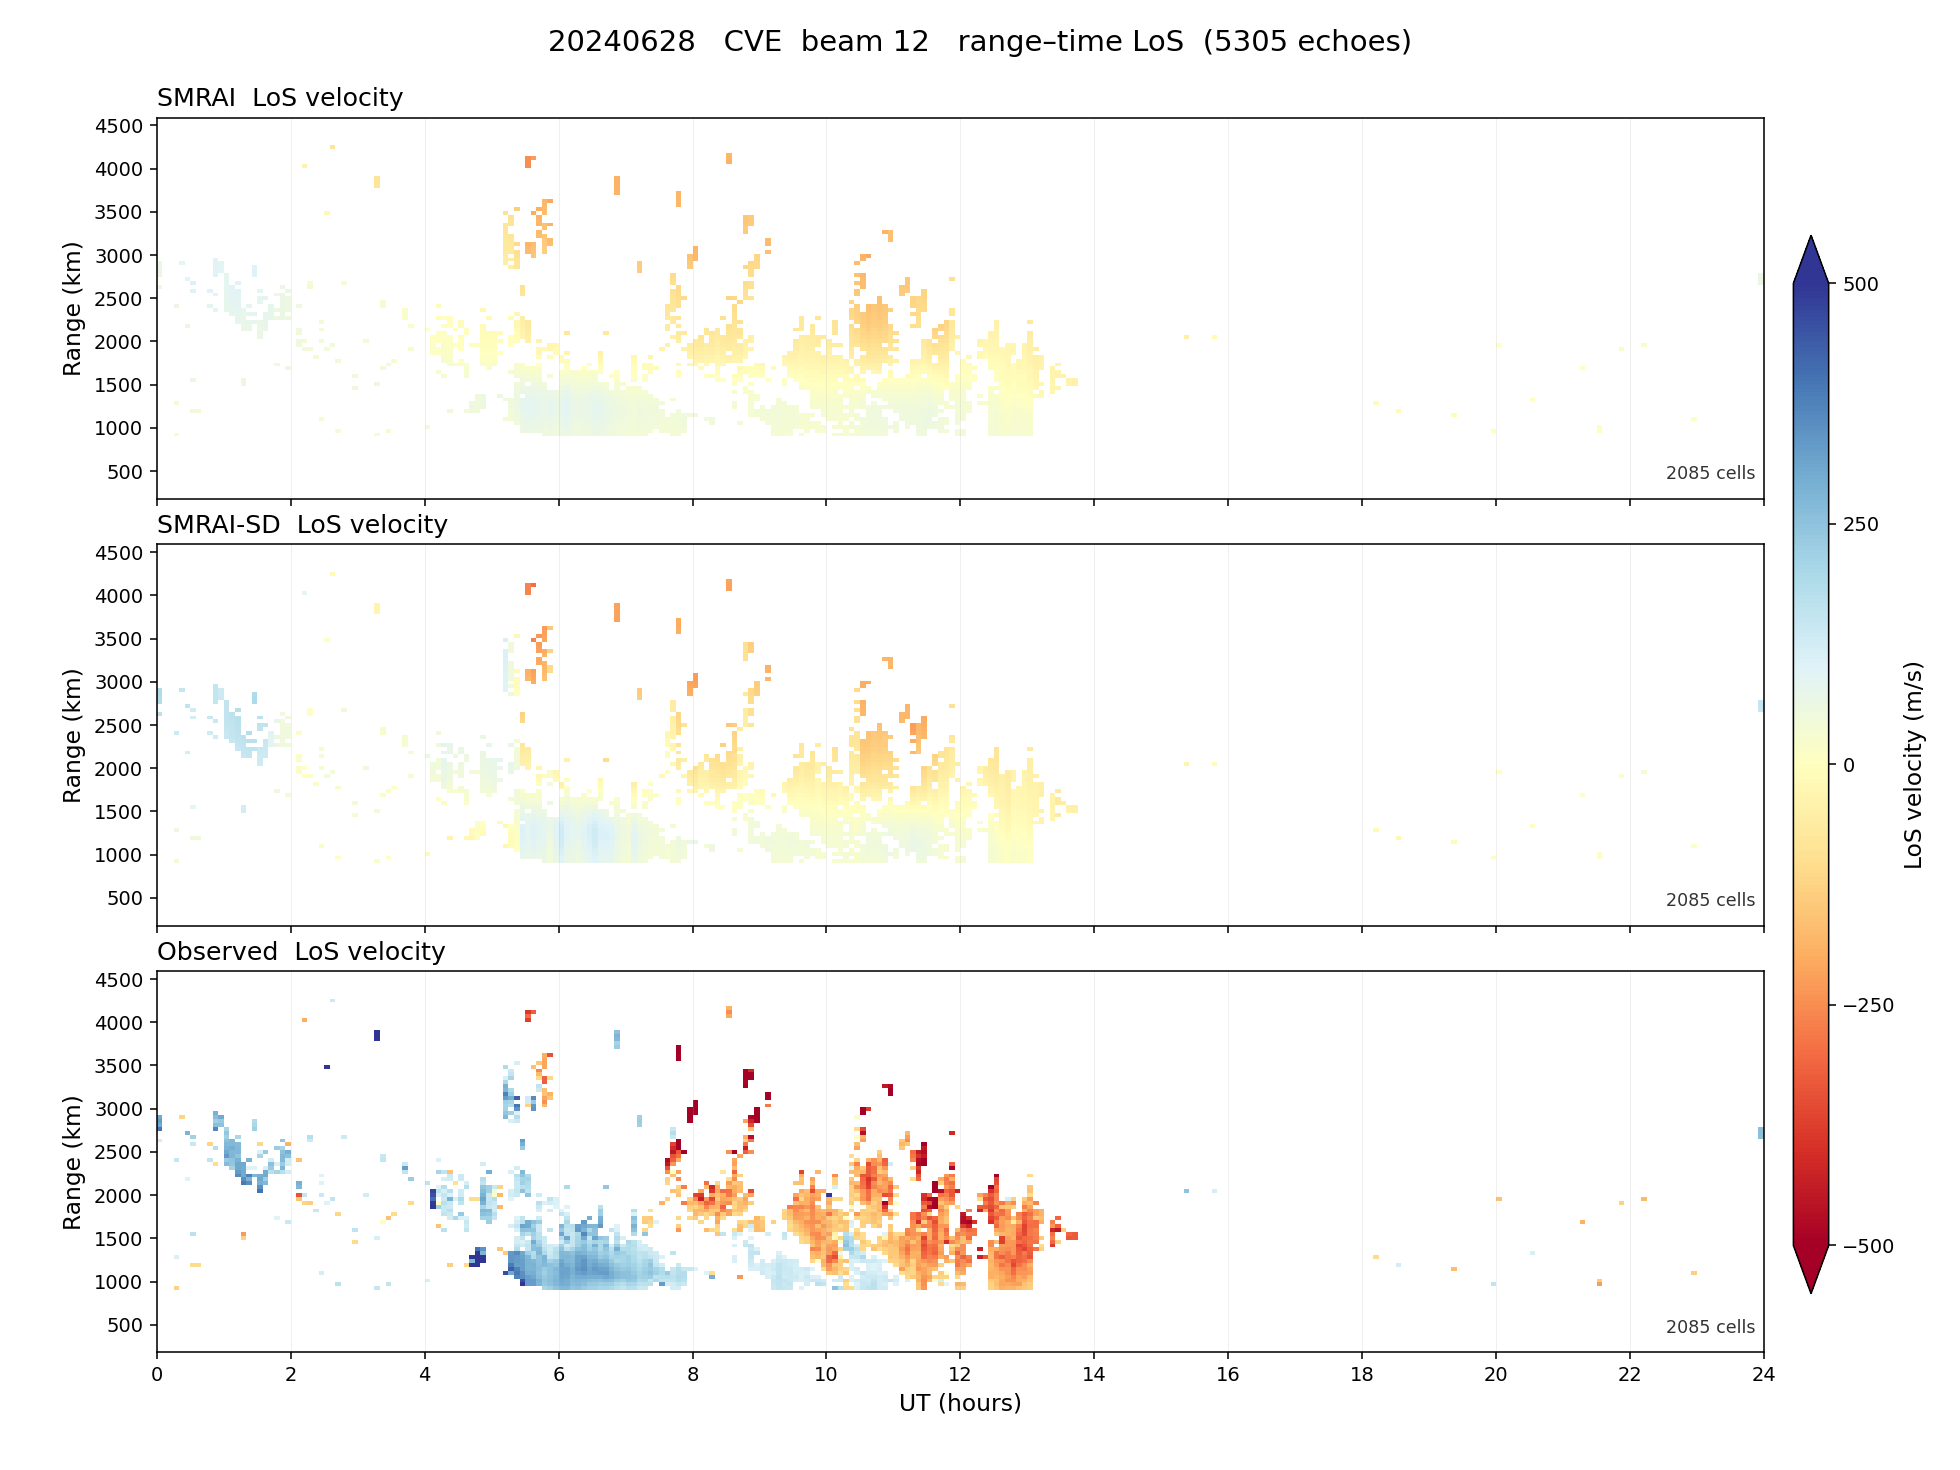 20240628   CVE  beam 12   range–time LoS  (5305 echoes)
SMRAI  LoS velocity
4500
4000
3500
3000
2500
2000
1500
1000
500
Range (km)
2085 cells
SMRAI-SD  LoS velocity
4500
4000
3500
3000
2500
2000
1500
1000
500
Range (km)
2085 cells
Observed  LoS velocity
4500
4000
3500
3000
2500
2000
1500
1000
500
Range (km)
2085 cells
0 2 4 6 8 10 12 14 16 18 20 22 24
UT (hours)
500
250
0
−250
−500
LoS velocity (m/s)